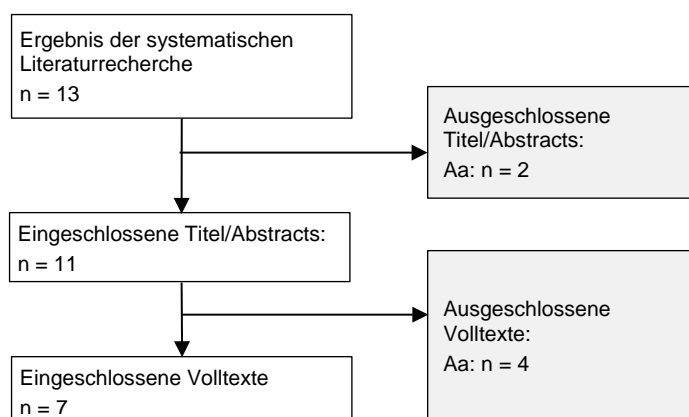 Ergebnis der systematischen
Literaturrecherche
n = 13
Ausgeschlossene
Titel/Abstracts:
Aa: n = 2
Eingeschlossene Titel/Abstracts:
n = 11
Ausgeschlossene
Volltexte:
Aa: n = 4
Eingeschlossene Volltexte
n = 7